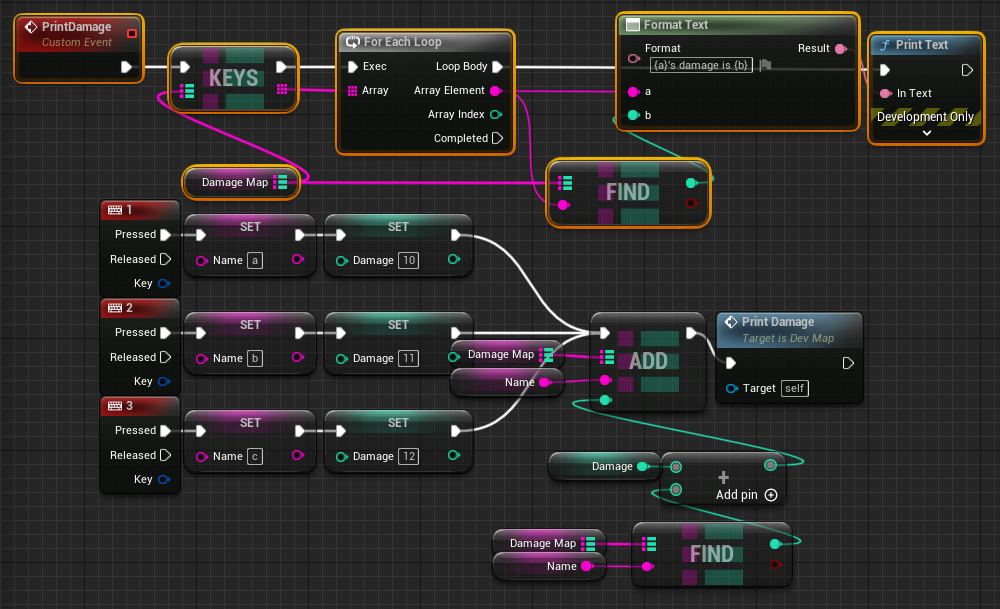 PrintDamage
Custom Event
KEYS
For Each Loop
Exec
Loop Body
Array
Array Element
Array Index
Completed
Format Text
Format
Result
{a}'s damage is {b}
a
b
f Print Text
In Text
Development Only
Damage Map
FIND
1
Pressed
Released
Key
SET
Name a
SET
Damage 10
2
Pressed
Released
Key
SET
Name b
SET
Damage 11
Damage Map
Name
ADD
Print Damage
Target is Dev Map
Target self
3
Pressed
Released
Key
SET
Name c
SET
Damage 12
Damage
+
Add pin
Damage Map
Name
FIND